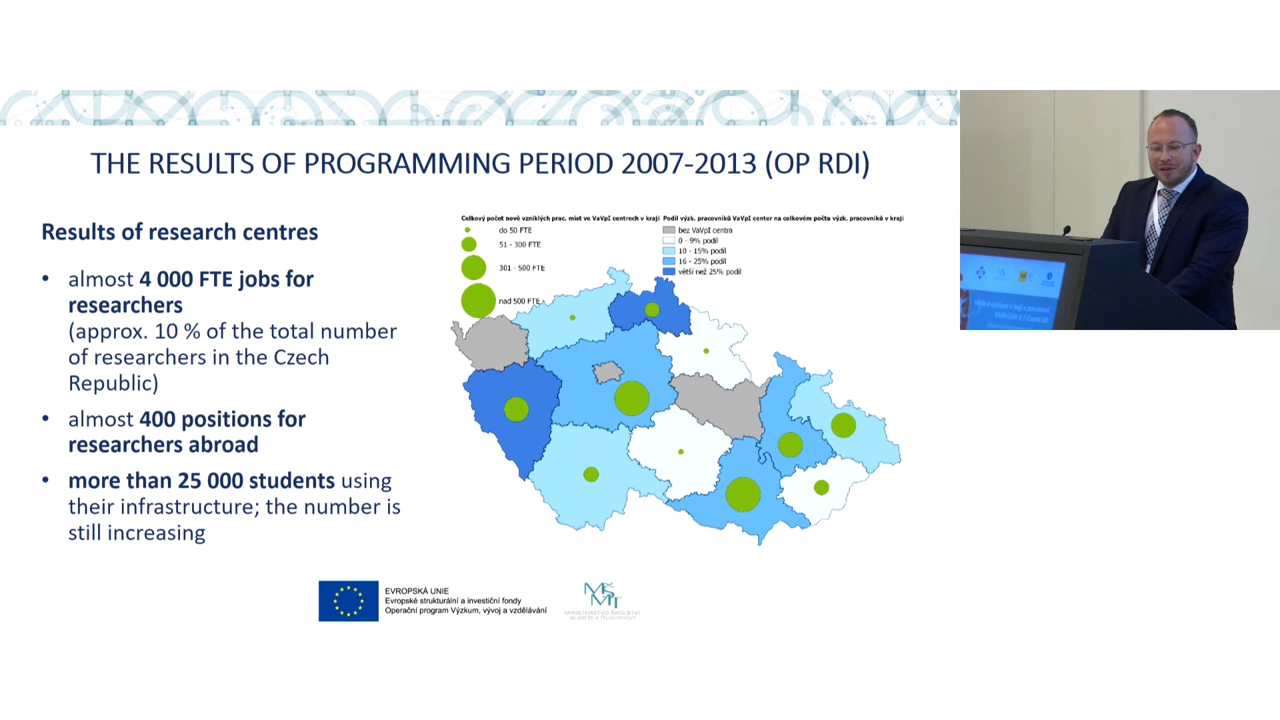 THE RESULTS OF PROGRAMMING PERIOD 2007-2013 (OP RDI)
Results of research centres
• almost 4 000 FTE jobs for
researchers
(approx. 10 % of the total number
of researchers in the Czech
Republic)
• almost 400 positions for
researchers abroad
• more than 25 000 students using
their infrastructure; the number is
still increasing
Celkový počet nově vzniklých prac. míst ve VaVpI centrech v kraji
do 50 FTE
51 - 300 FTE
301 - 500 FTE
nad 500 FTE
Podíl výzk. pracovníků VaVpI center na celkovém počtu výzk. pracovníků v kraji
bez VaVpI centra
0 - 9% podíl
10 - 15% podíl
16 - 25% podíl
větší než 25% podíl
EVROPSKÁ UNIE
Evropské strukturální a investiční fondy
Operační program Výzkum, vývoj a vzdělávání
MŠMT
MINISTERSTVO ŠKOLSTVÍ
MLÁDEŽE A TĚLOVÝCHOVY